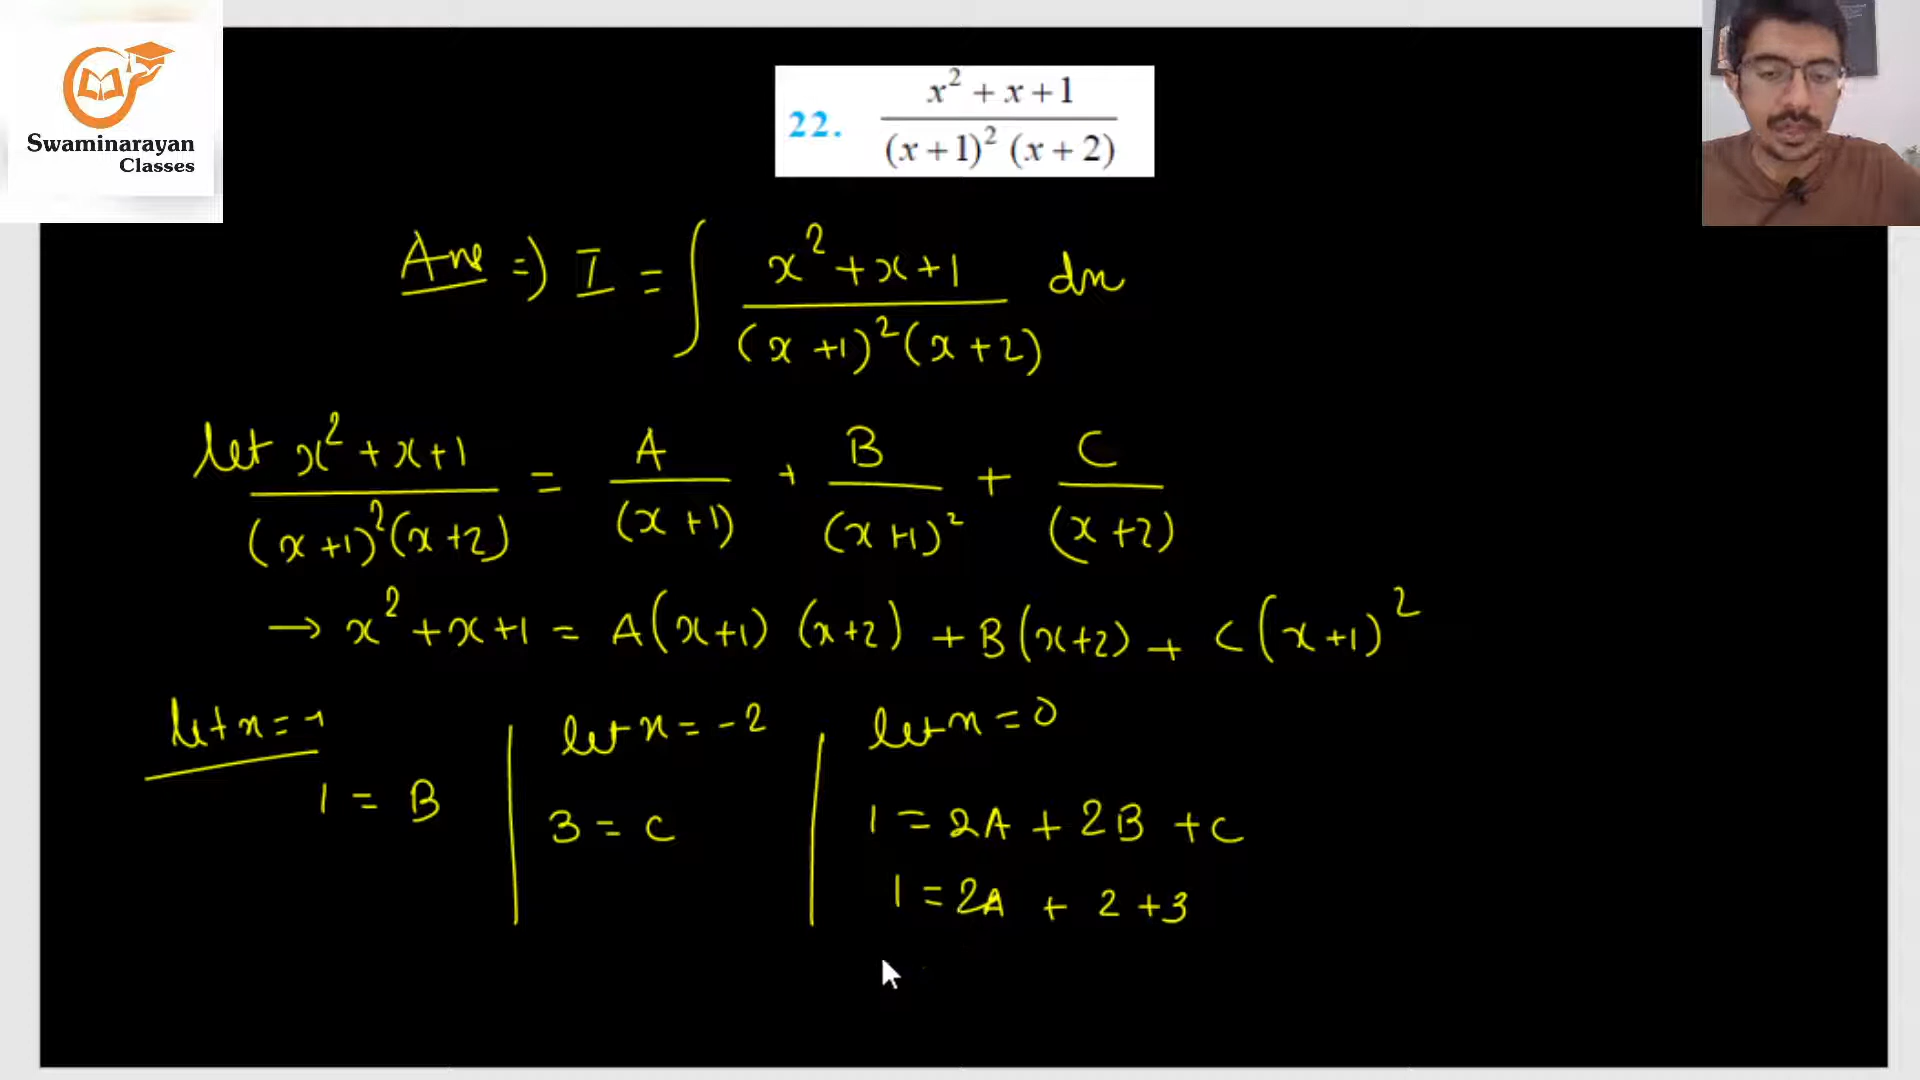 Swaminarayan
Classes
22. x² + x + 1 / (x + 1)² (x + 2)
Ans => I = ∫ x² + x + 1 / (x + 1)² (x + 2) dx
let x² + x + 1 / (x + 1)² (x + 2) = A / (x + 1) + B / (x + 1)² + C / (x + 2)
→ x² + x + 1 = A(x+1) (x+2) + B(x+2) + C(x+1)²
let x = -1
1 = B
let x = -2
3 = C
let x = 0
1 = 2A + 2B + C
1 = 2A + 2 + 3